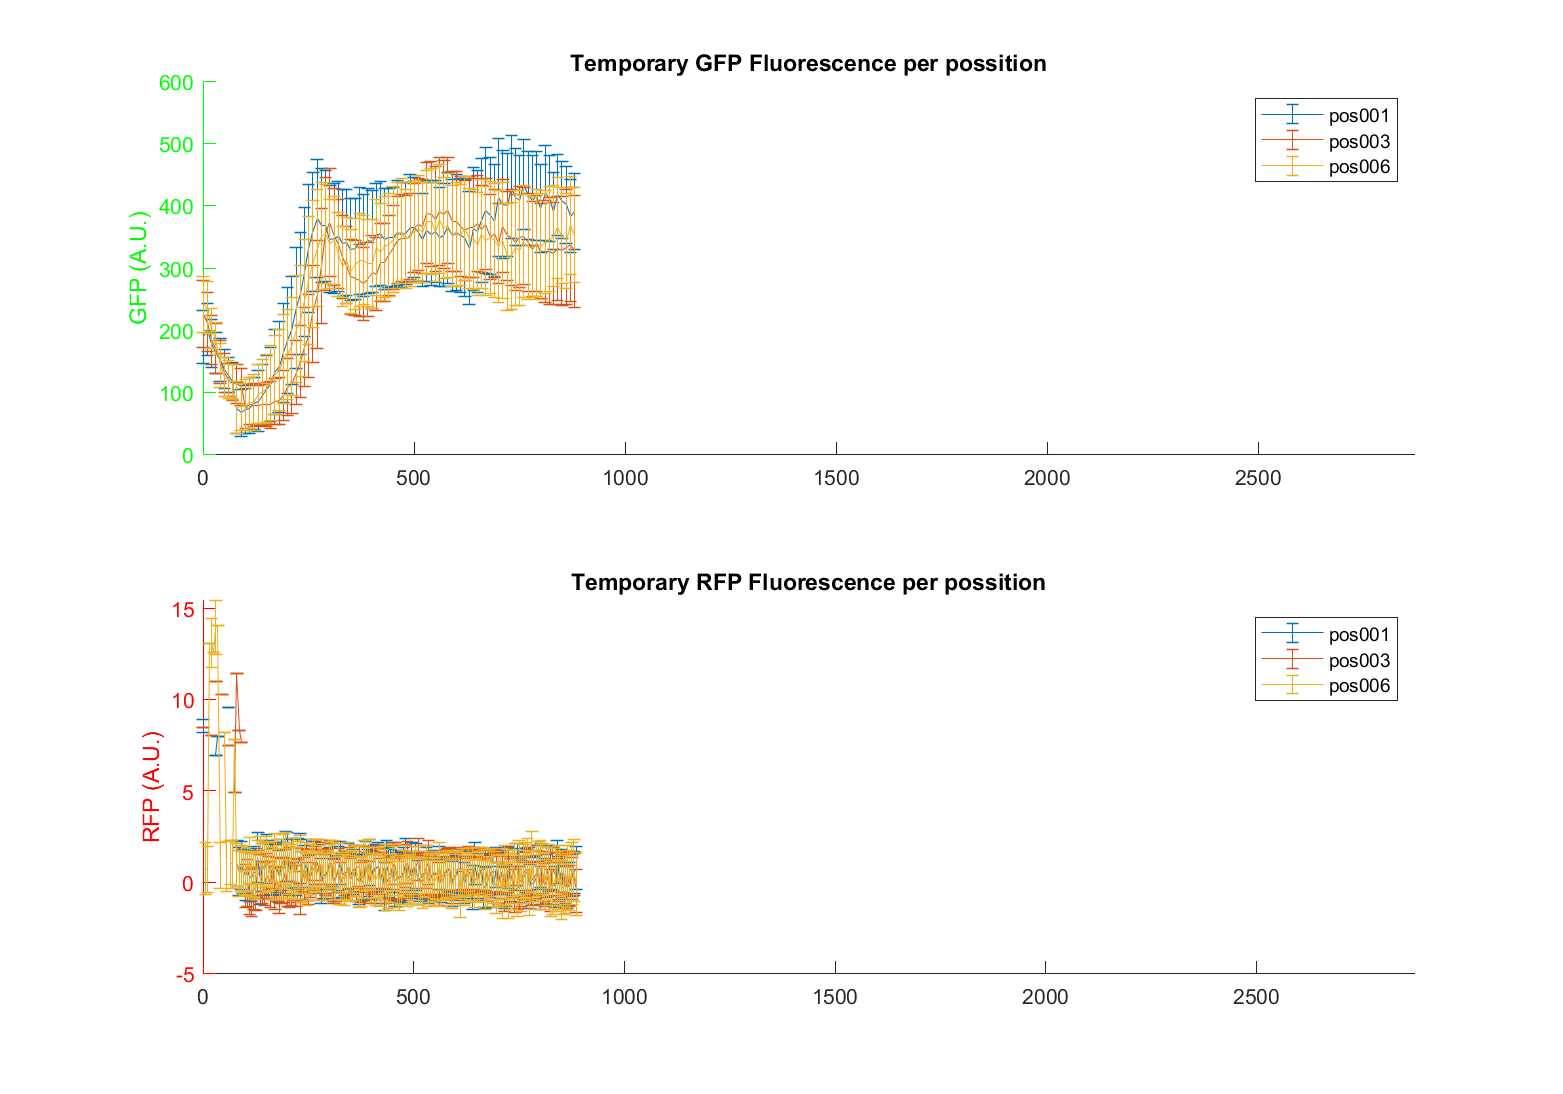 Temporary GFP Fluorescence per possition
600
500
400
300
200
100
0
GFP (A.U.)
0 500 1000 1500 2000 2500
pos001
pos003
pos006
Temporary RFP Fluorescence per possition
15
10
5
0
-5
RFP (A.U.)
0 500 1000 1500 2000 2500
pos001
pos003
pos006